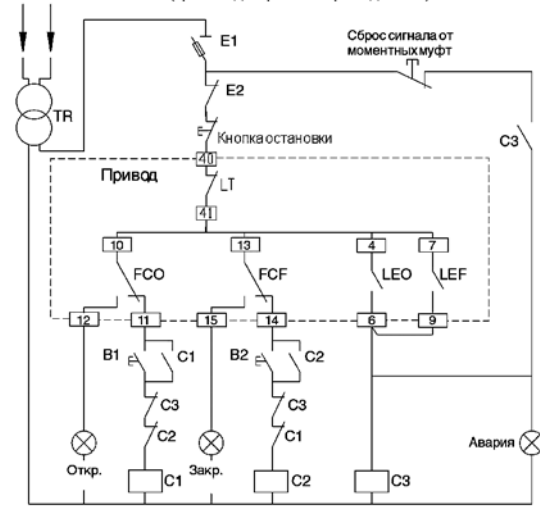 E1
Сброс сигнала от
моментных муфт
TR
E2
C3
Кнопка остановки
40
Привод
LT
41
10
13
4
7
FCO
FCF
LEO
LEF
12
11
15
14
6
9
B1
C1
B2
C2
C3
C3
C2
C1
Авария
Откр.
C1
Закр.
C2
C3